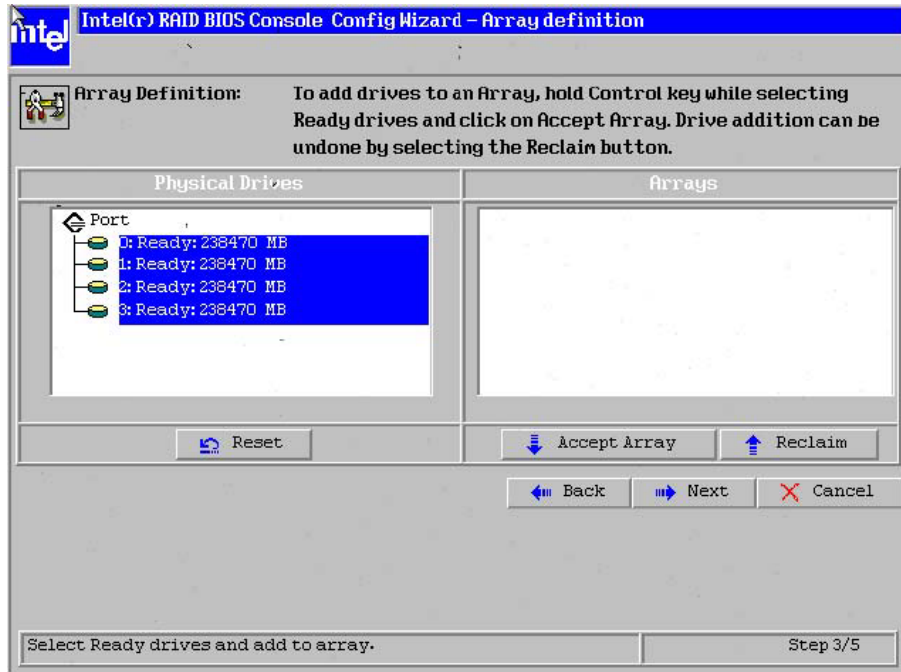 intel
Intel(r) RAID BIOS Console Config Wizard – Array definition
Array Definition:
To add drives to an Array, hold Control key while selecting
Ready drives and click on Accept Array. Drive addition can be
undone by selecting the Reclaim button.
Physical Drives
Arrays
Port
0: Ready: 238470 MB
1: Ready: 238470 MB
2: Ready: 238470 MB
3: Ready: 238470 MB
Reset
Accept Array
Reclaim
Back
Next
Cancel
Select Ready drives and add to array.
Step 3/5